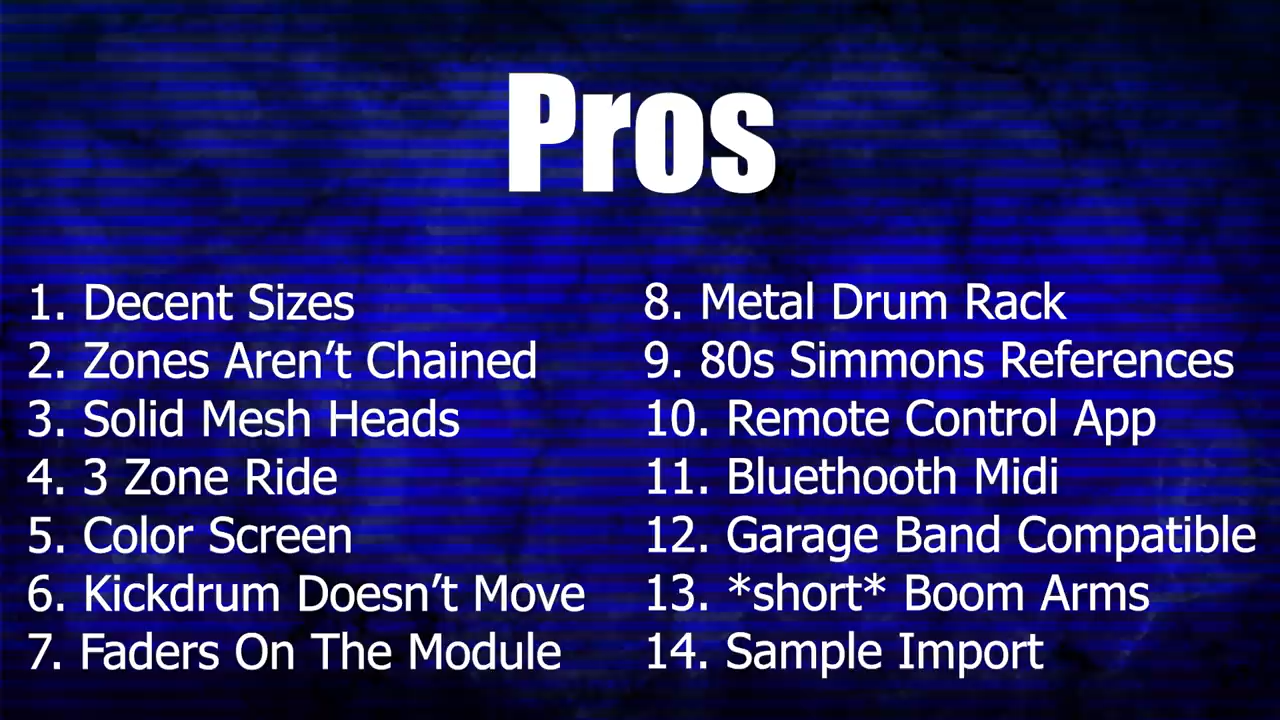 Pros
1. Decent Sizes
2. Zones Aren’t Chained
3. Solid Mesh Heads
4. 3 Zone Ride
5. Color Screen
6. Kickdrum Doesn’t Move
7. Faders On The Module
8. Metal Drum Rack
9. 80s Simmons References
10. Remote Control App
11. Bluethooth Midi
12. Garage Band Compatible
13. *short* Boom Arms
14. Sample Import